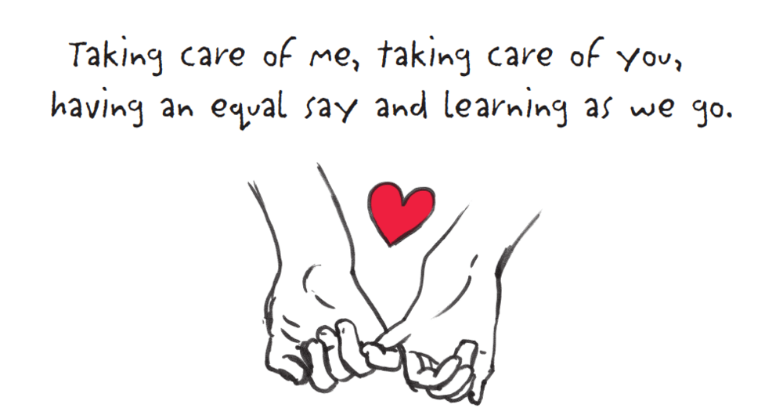 Taking care of me, taking care of you,
having an equal say and learning as we go.